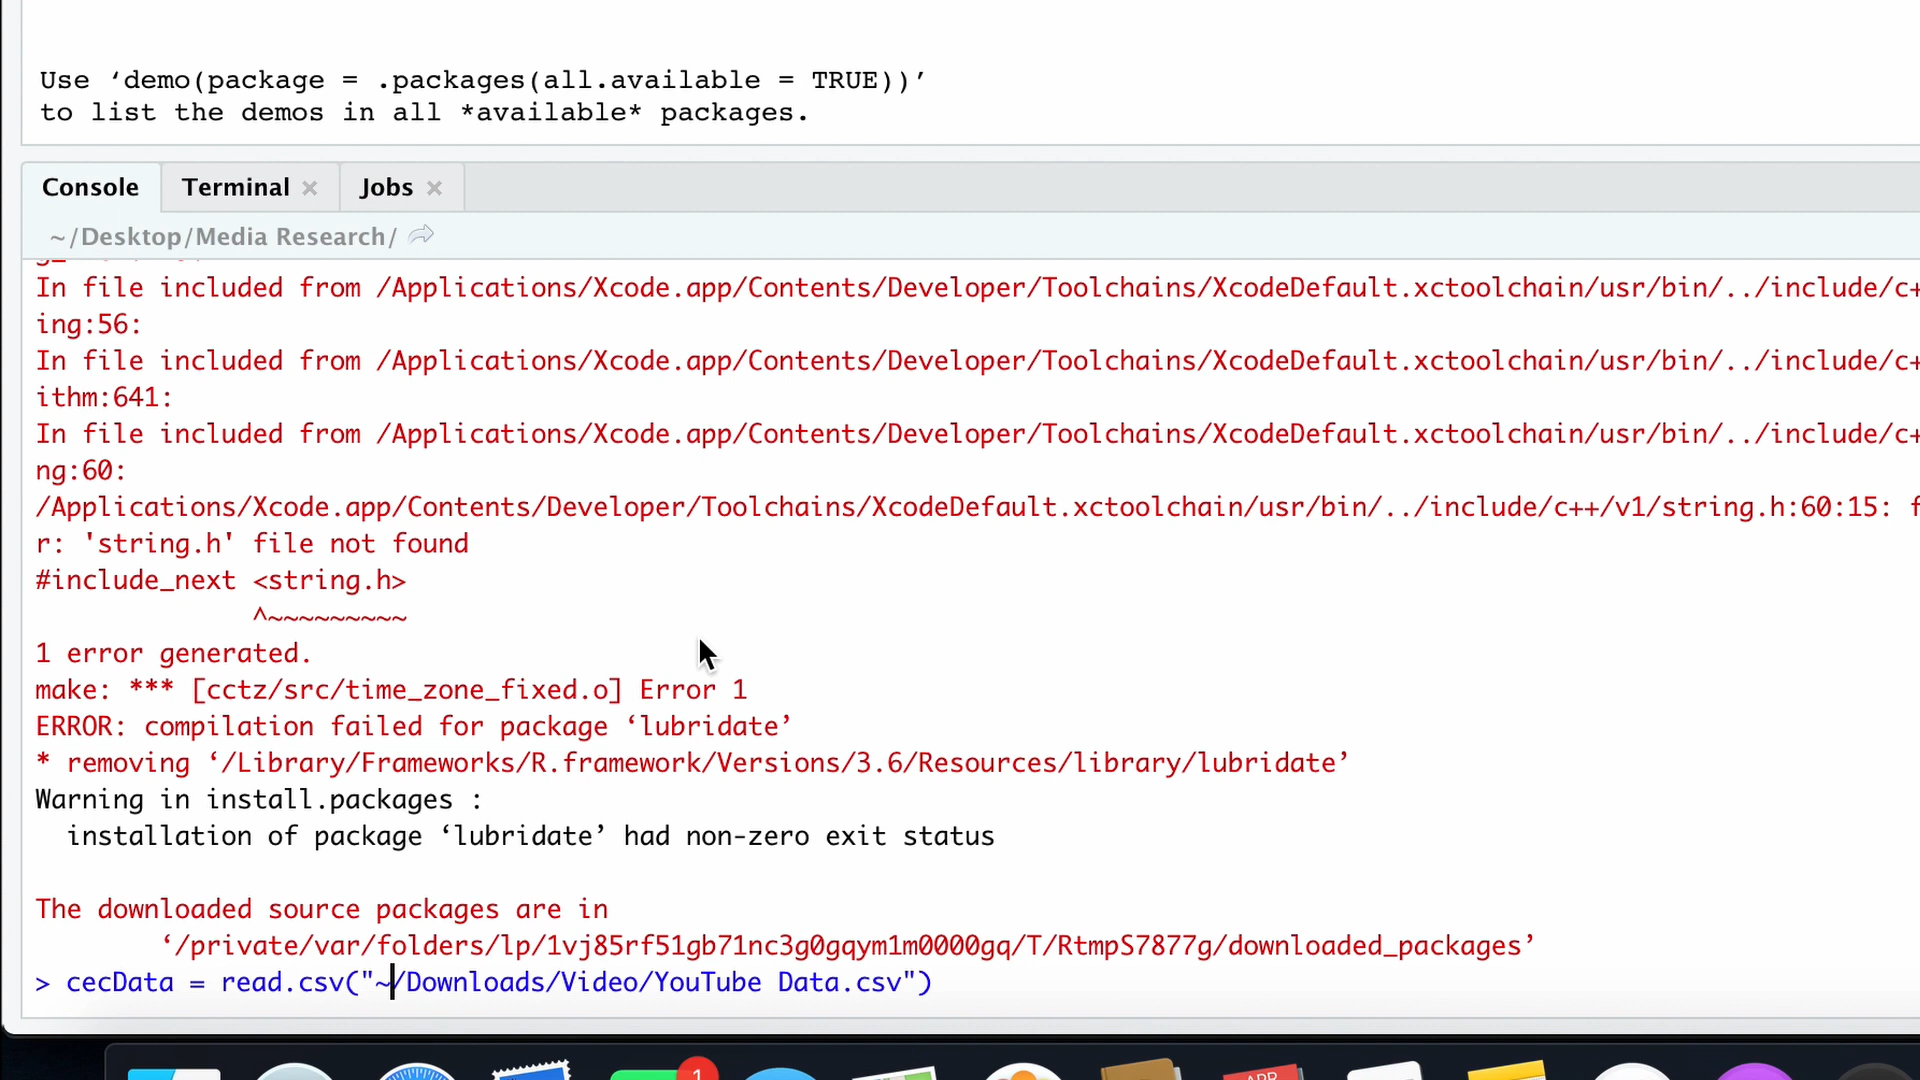 Use ‘demo(package = .packages(all.available = TRUE))’
to list the demos in all *available* packages.
Console Terminal × Jobs ×
~/Desktop/Media Research/
In file included from /Applications/Xcode.app/Contents/Developer/Toolchains/XcodeDefault.xctoolchain/usr/bin/../include/c+
ing:56:
In file included from /Applications/Xcode.app/Contents/Developer/Toolchains/XcodeDefault.xctoolchain/usr/bin/../include/c+
ithm:641:
In file included from /Applications/Xcode.app/Contents/Developer/Toolchains/XcodeDefault.xctoolchain/usr/bin/../include/c+
ng:60:
/Applications/Xcode.app/Contents/Developer/Toolchains/XcodeDefault.xctoolchain/usr/bin/../include/c++/v1/string.h:60:15: f
r: 'string.h' file not found
#include_next <string.h>
^~~~~~~~~~
1 error generated.
make: *** [cctz/src/time_zone_fixed.o] Error 1
ERROR: compilation failed for package ‘lubridate’
* removing ‘/Library/Frameworks/R.framework/Versions/3.6/Resources/library/lubridate’
Warning in install.packages :
installation of package ‘lubridate’ had non-zero exit status
The downloaded source packages are in
‘/private/var/folders/lp/1vj85rf51gb71nc3g0gqym1m0000gq/T/RtmpS7877g/downloaded_packages’
> cecData = read.csv("~/Downloads/Video/YouTube Data.csv")
1
APR